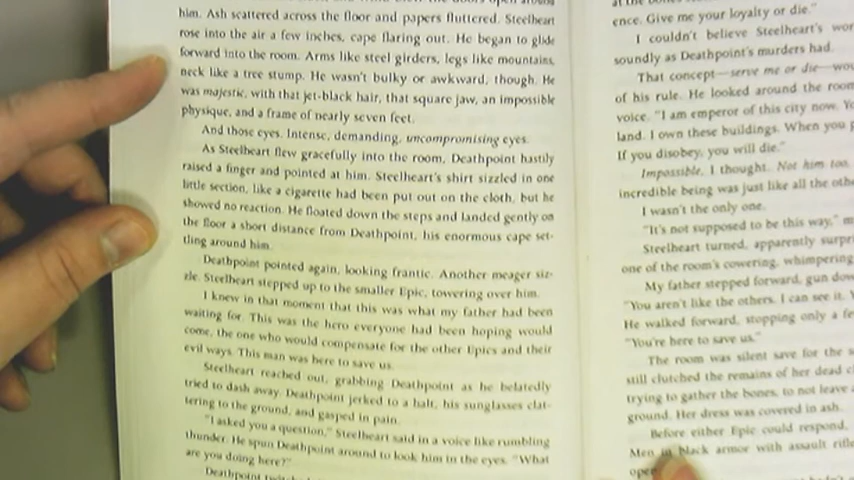 him. Ash scattered across the floor and papers fluttered. Steelheart
rose into the air a few inches, cape flaring out. He began to glide
forward into the room. Arms like steel girders, legs like mountains,
neck like a tree stump. He wasn't bulky or awkward, though. He
was majestic, with that jet-black hair, that square jaw, an impossible
physique, and a frame of nearly seven feet.
And those eyes. Intense, demanding, uncompromising eyes.
As Steelheart flew gracefully into the room, Deathpoint hastily
raised a finger and pointed at him. Steelheart's shirt sizzled in one
little section, like a cigarette had been put out on the cloth, but he
showed no reaction. He floated down the steps and landed gently on
the floor a short distance from Deathpoint, his enormous cape set-
tling around him.
Deathpoint pointed again, looking frantic. Another meager siz-
zle. Steelheart stepped up to the smaller Epic, towering over him.
I knew in that moment that this was what my father had been
waiting for. This was the hero everyone had been hoping would
come, the one who would compensate for the other Epics and their
evil ways. This man was here to save us.
Steelheart reached out, grabbing Deathpoint as he belatedly
tried to dash away. Deathpoint jerked to a halt, his sunglasses clat-
tering to the ground, and gasped in pain.
"I asked you a question," Steelheart said in a voice like rumbling
thunder. He spun Deathpoint around to look him in the eyes. "What
are you doing here?"
Deathpoint
ence. Give me your loyalty or die."
I couldn't believe Steelheart's
soundly as Deathpoint's murders had.
That concept—serve me or die
of his rule. He looked around the room
voice. "I am emperor of this city now.
land. I own these buildings. When you
If you disobey, you will die."
Impossible, I thought. Not him too.
incredible being was just like all the
I wasn't the only one.
"It's not supposed to be this way,"
Steelheart turned, apparently
one of the room's cowering, whimpering
My father stepped forward, gun
"You aren't like the others. I can see it.
He walked forward, stopping only a
"You're here to save us."
The room was silent save for the
still clutched the remains of her dead
trying to gather the bones, to not leave
ground. Her dress was covered in ash.
Before either Epic could respond,
Men in black armor with assault
open